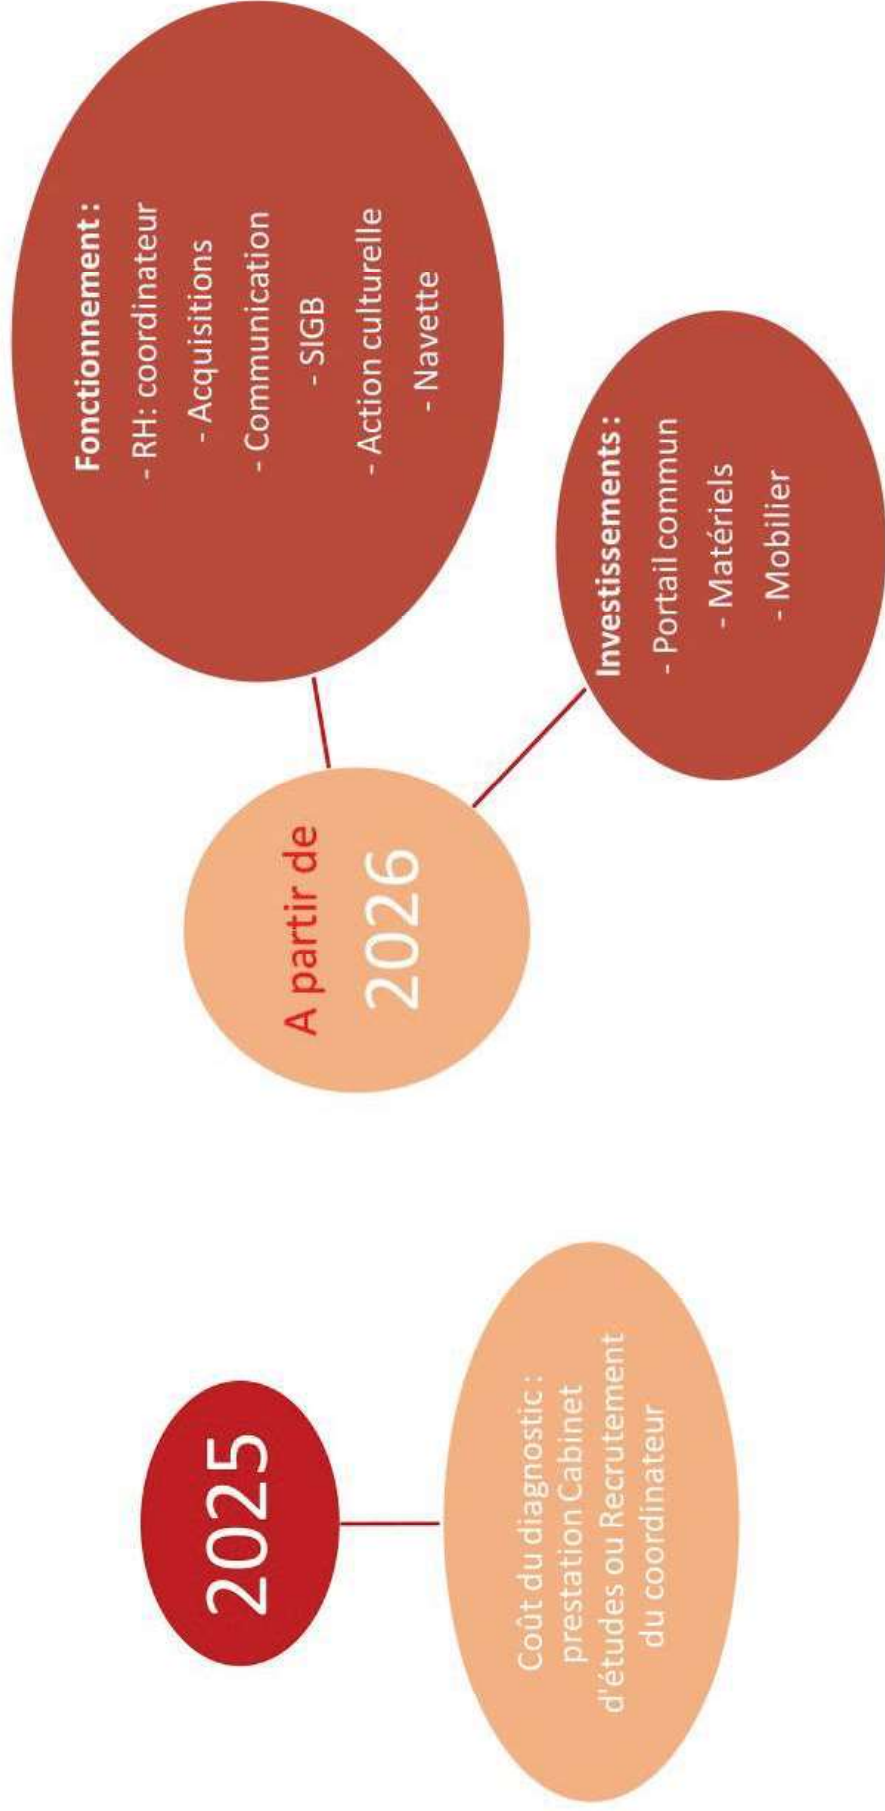 2025
Coût du diagnostic :
prestation Cabinet
d'études ou Recrutement
du coordinateur
A partir de
2026
Fonctionnement :
- RH: coordinateur
- Acquisitions
- Communication
- SIGB
- Action culturelle
- Navette
Investissements :
- Portail commun
- Matériels
- Mobilier